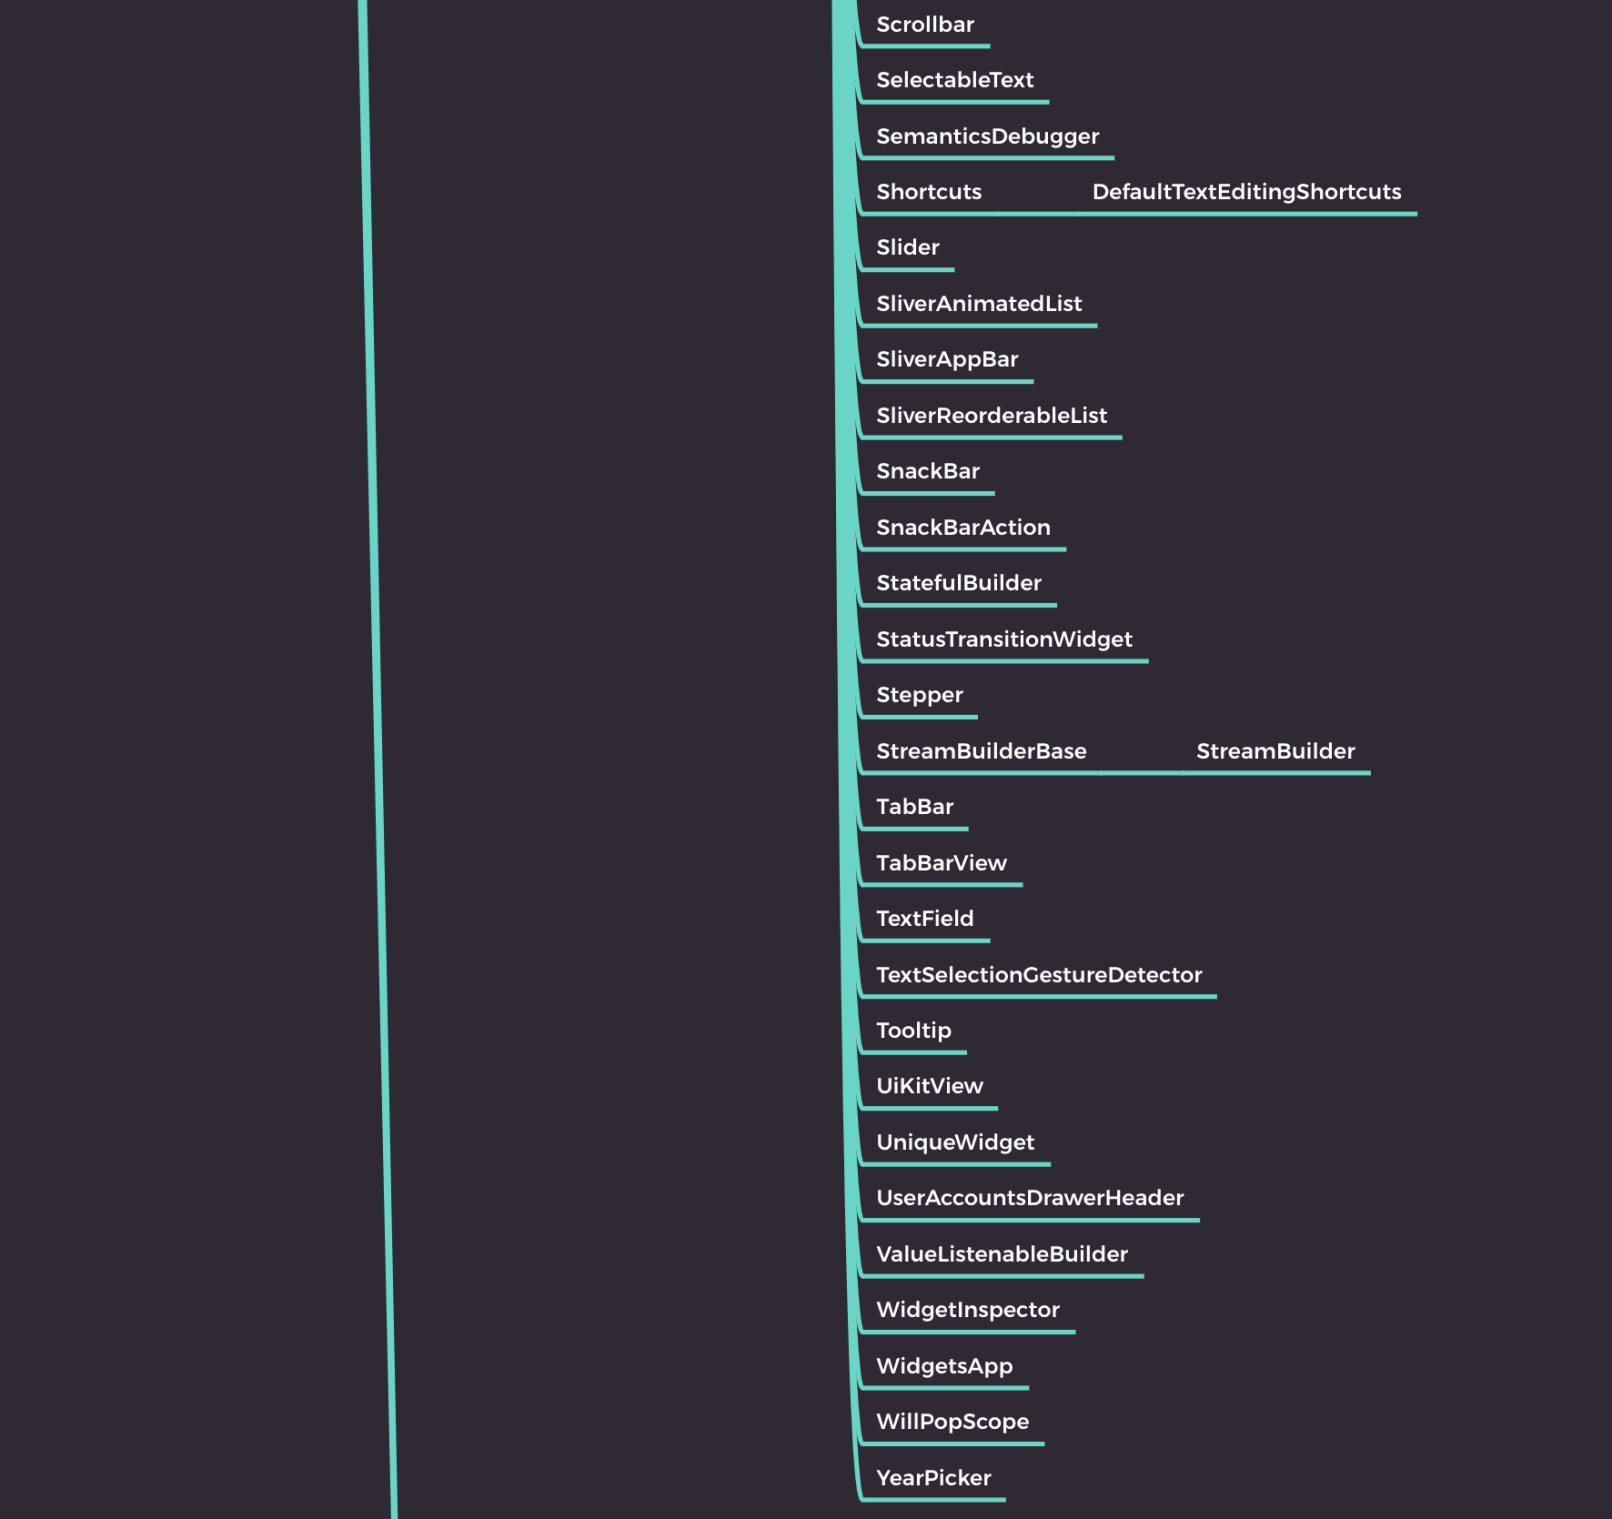 Scrollbar
SelectableText
SemanticsDebugger
Shortcuts DefaultTextEditingShortcuts
Slider
SliverAnimatedList
SliverAppBar
SliverReorderableList
SnackBar
SnackBarAction
StatefulBuilder
StatusTransitionWidget
Stepper
StreamBuilderBase StreamBuilder
TabBar
TabBarView
TextField
TextSelectionGestureDetector
Tooltip
UiKitView
UniqueWidget
UserAccountsDrawerHeader
ValueListenableBuilder
WidgetInspector
WidgetsApp
WillPopScope
YearPicker